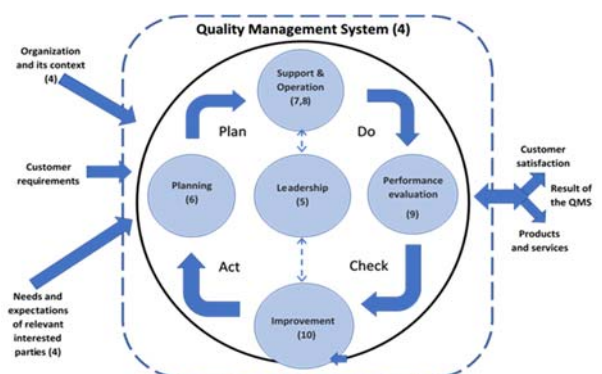 Quality Management System (4)
Organization
and its context
(4)
Support &
Operation
(7,8)
Plan
Do
Customer
requirements
Planning
(6)
Leadership
(5)
Performance
evaluation
(9)
Customer
satisfaction
Result of
the QMS
Products
and services
Act
Check
Needs and
expectations
of relevant
interested
parties (4)
Improvement
(10)